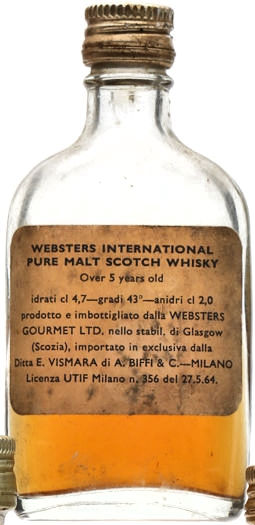 WEBSTERS INTERNATIONAL
PURE MALT SCOTCH WHISKY
Over 5 years old
idrati cl 4,7—gradi 43°—anidri cl 2,0
prodotto e imbottigliato dalla WEBSTERS
GOURMET LTD. nello stabil. di Glasgow
(Scozia), importato in exclusiva dalla
Ditta E. VISMARA di A. BIFFI & C.—MILANO
Licenza UTIF Milano n. 356 del 27.5.64.